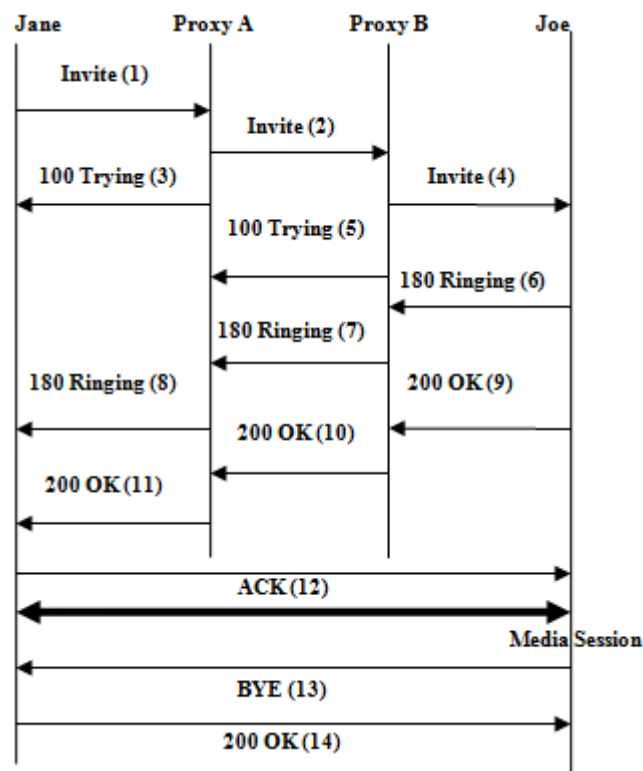 Jane Proxy A Proxy B Joe
Invite (1)
Invite (2)
100 Trying (3)
Invite (4)
100 Trying (5)
180 Ringing (6)
180 Ringing (7)
180 Ringing (8)
200 OK (9)
200 OK (10)
200 OK (11)
ACK (12)
Media Session
BYE (13)
200 OK (14)